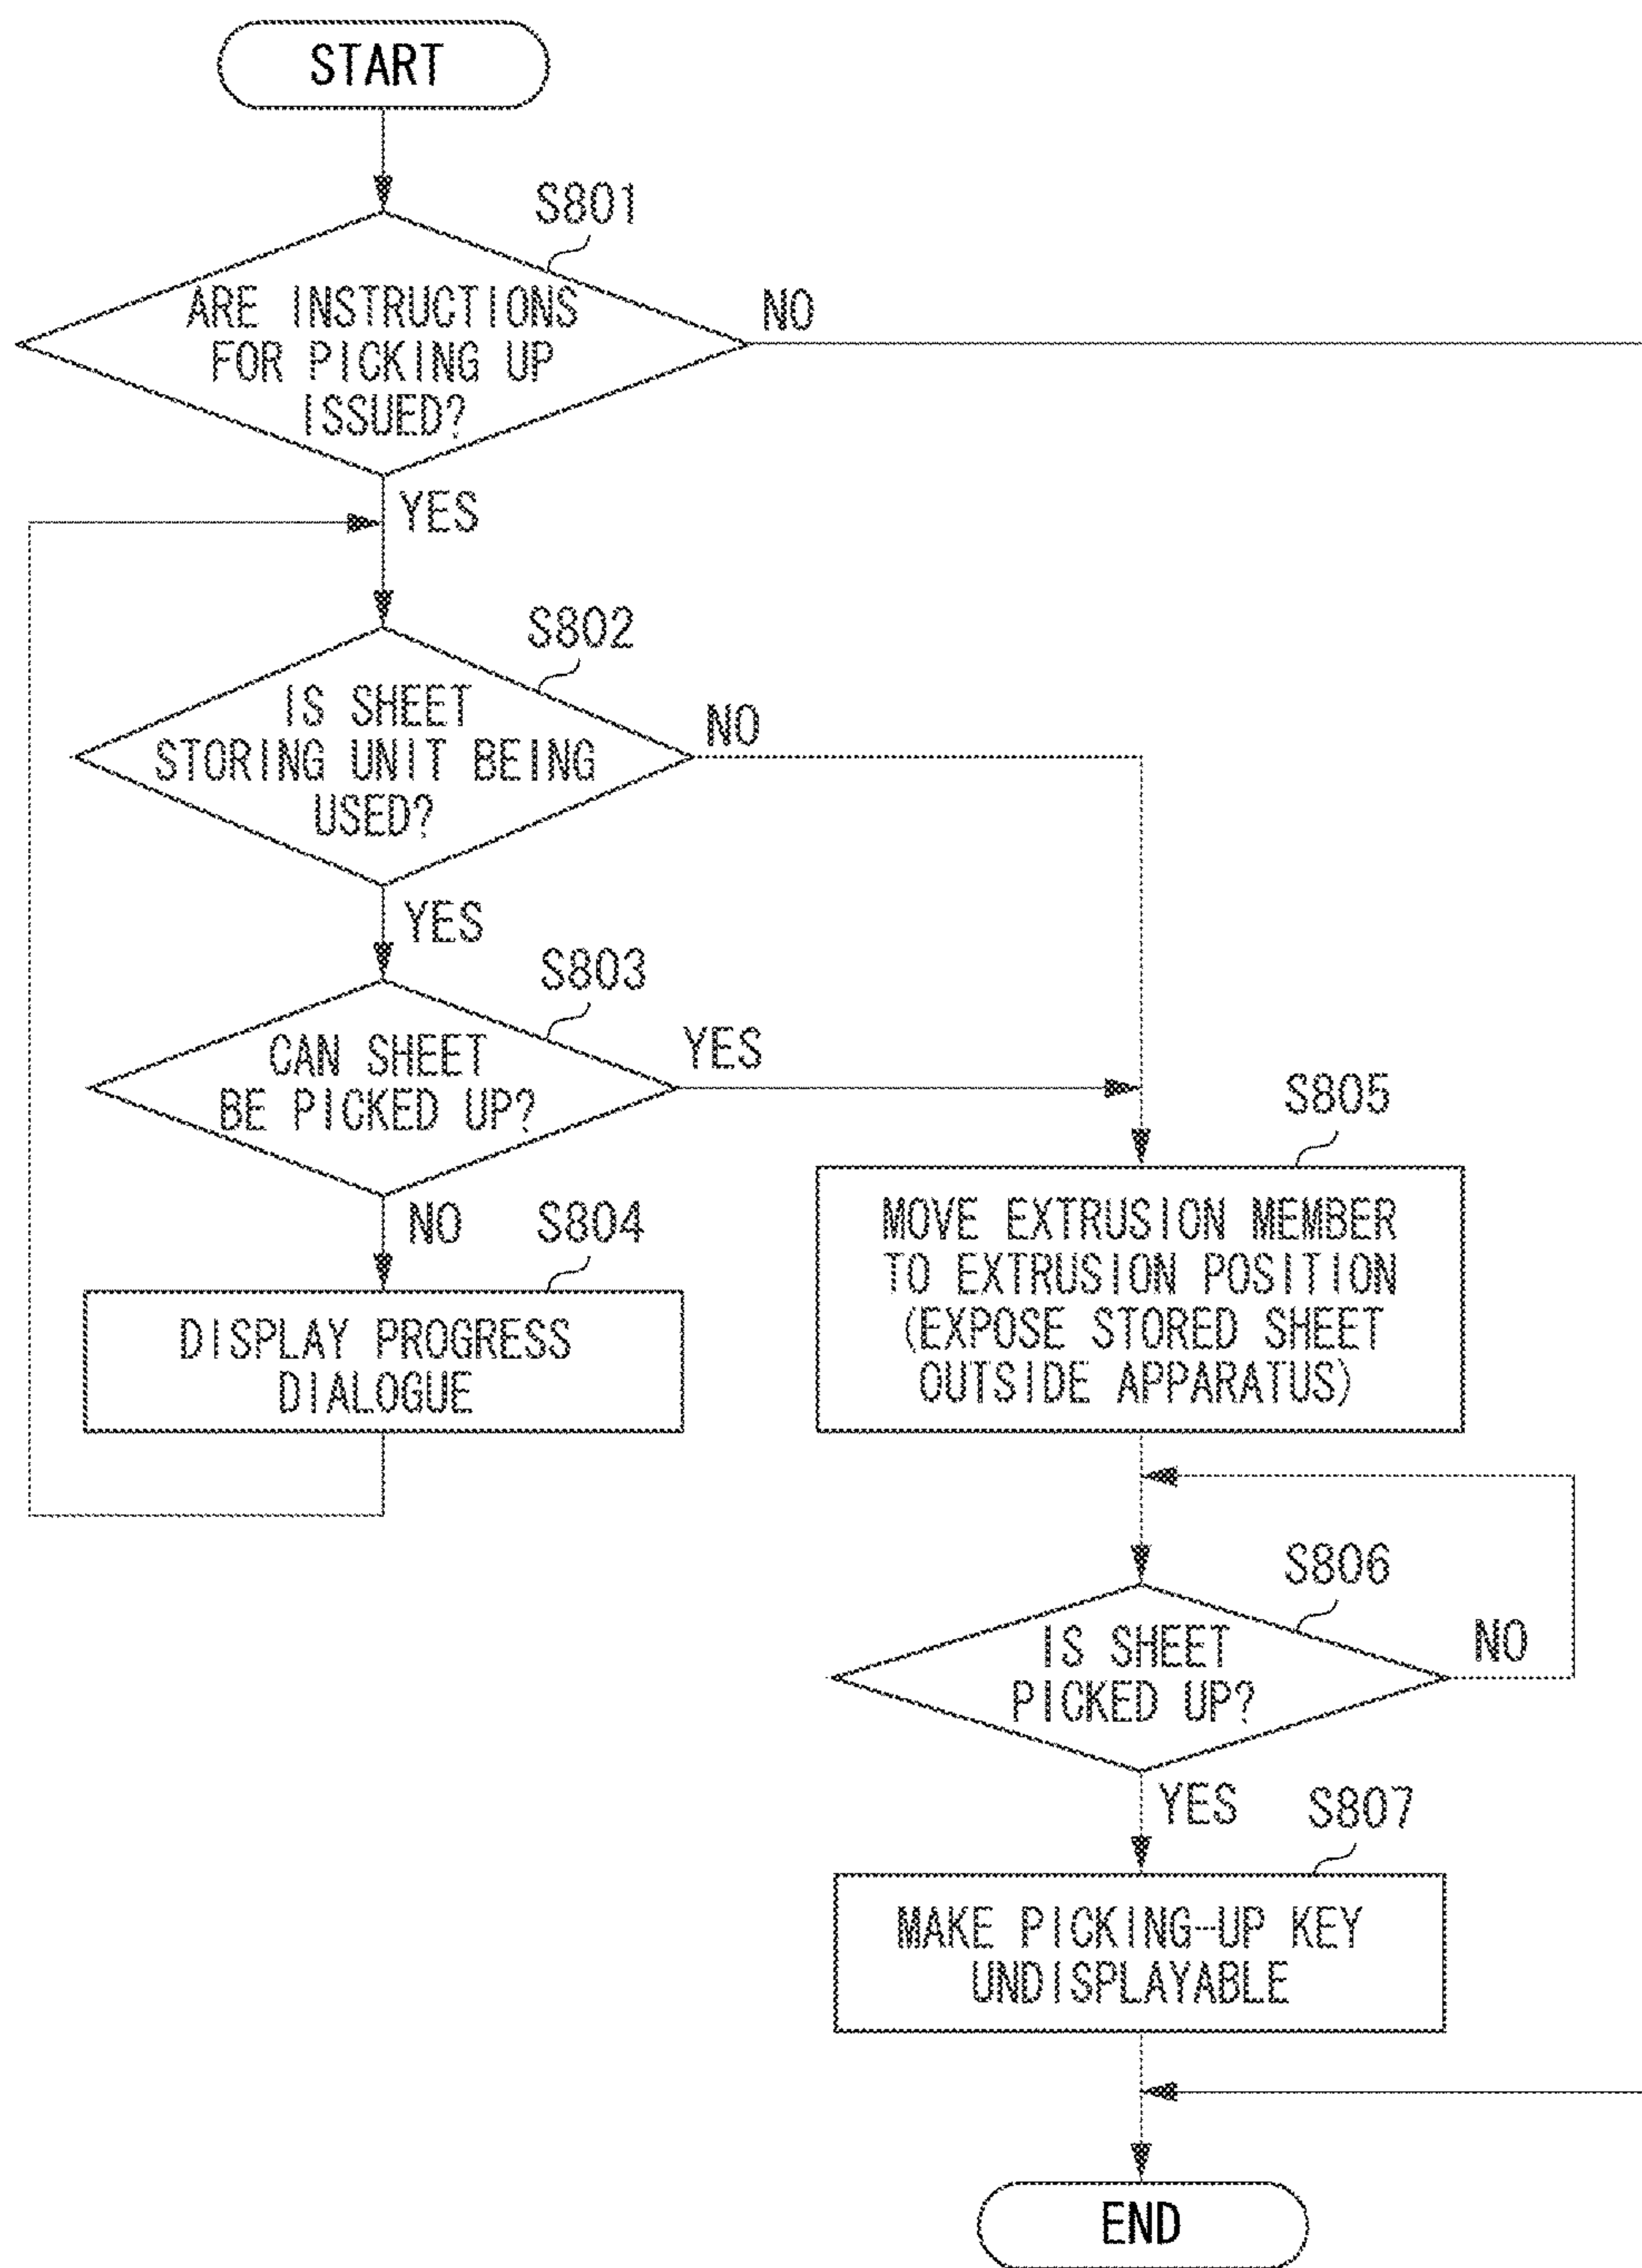 START
S801
ARE INSTRUCTIONS
FOR PICKING UP
ISSUED?
NO
YES
S802
IS SHEET
STORING UNIT BEING
USED?
NO
YES
S803
CAN SHEET
BE PICKED UP?
YES
NO
S804
DISPLAY PROGRESS
DIALOGUE
S805
MOVE EXTRUSION MEMBER
TO EXTRUSION POSITION
(EXPOSE STORED SHEET
OUTSIDE APPARATUS)
S806
IS SHEET
PICKED UP?
NO
YES
S807
MAKE PICKING-UP KEY
UNDISPLAYABLE
END